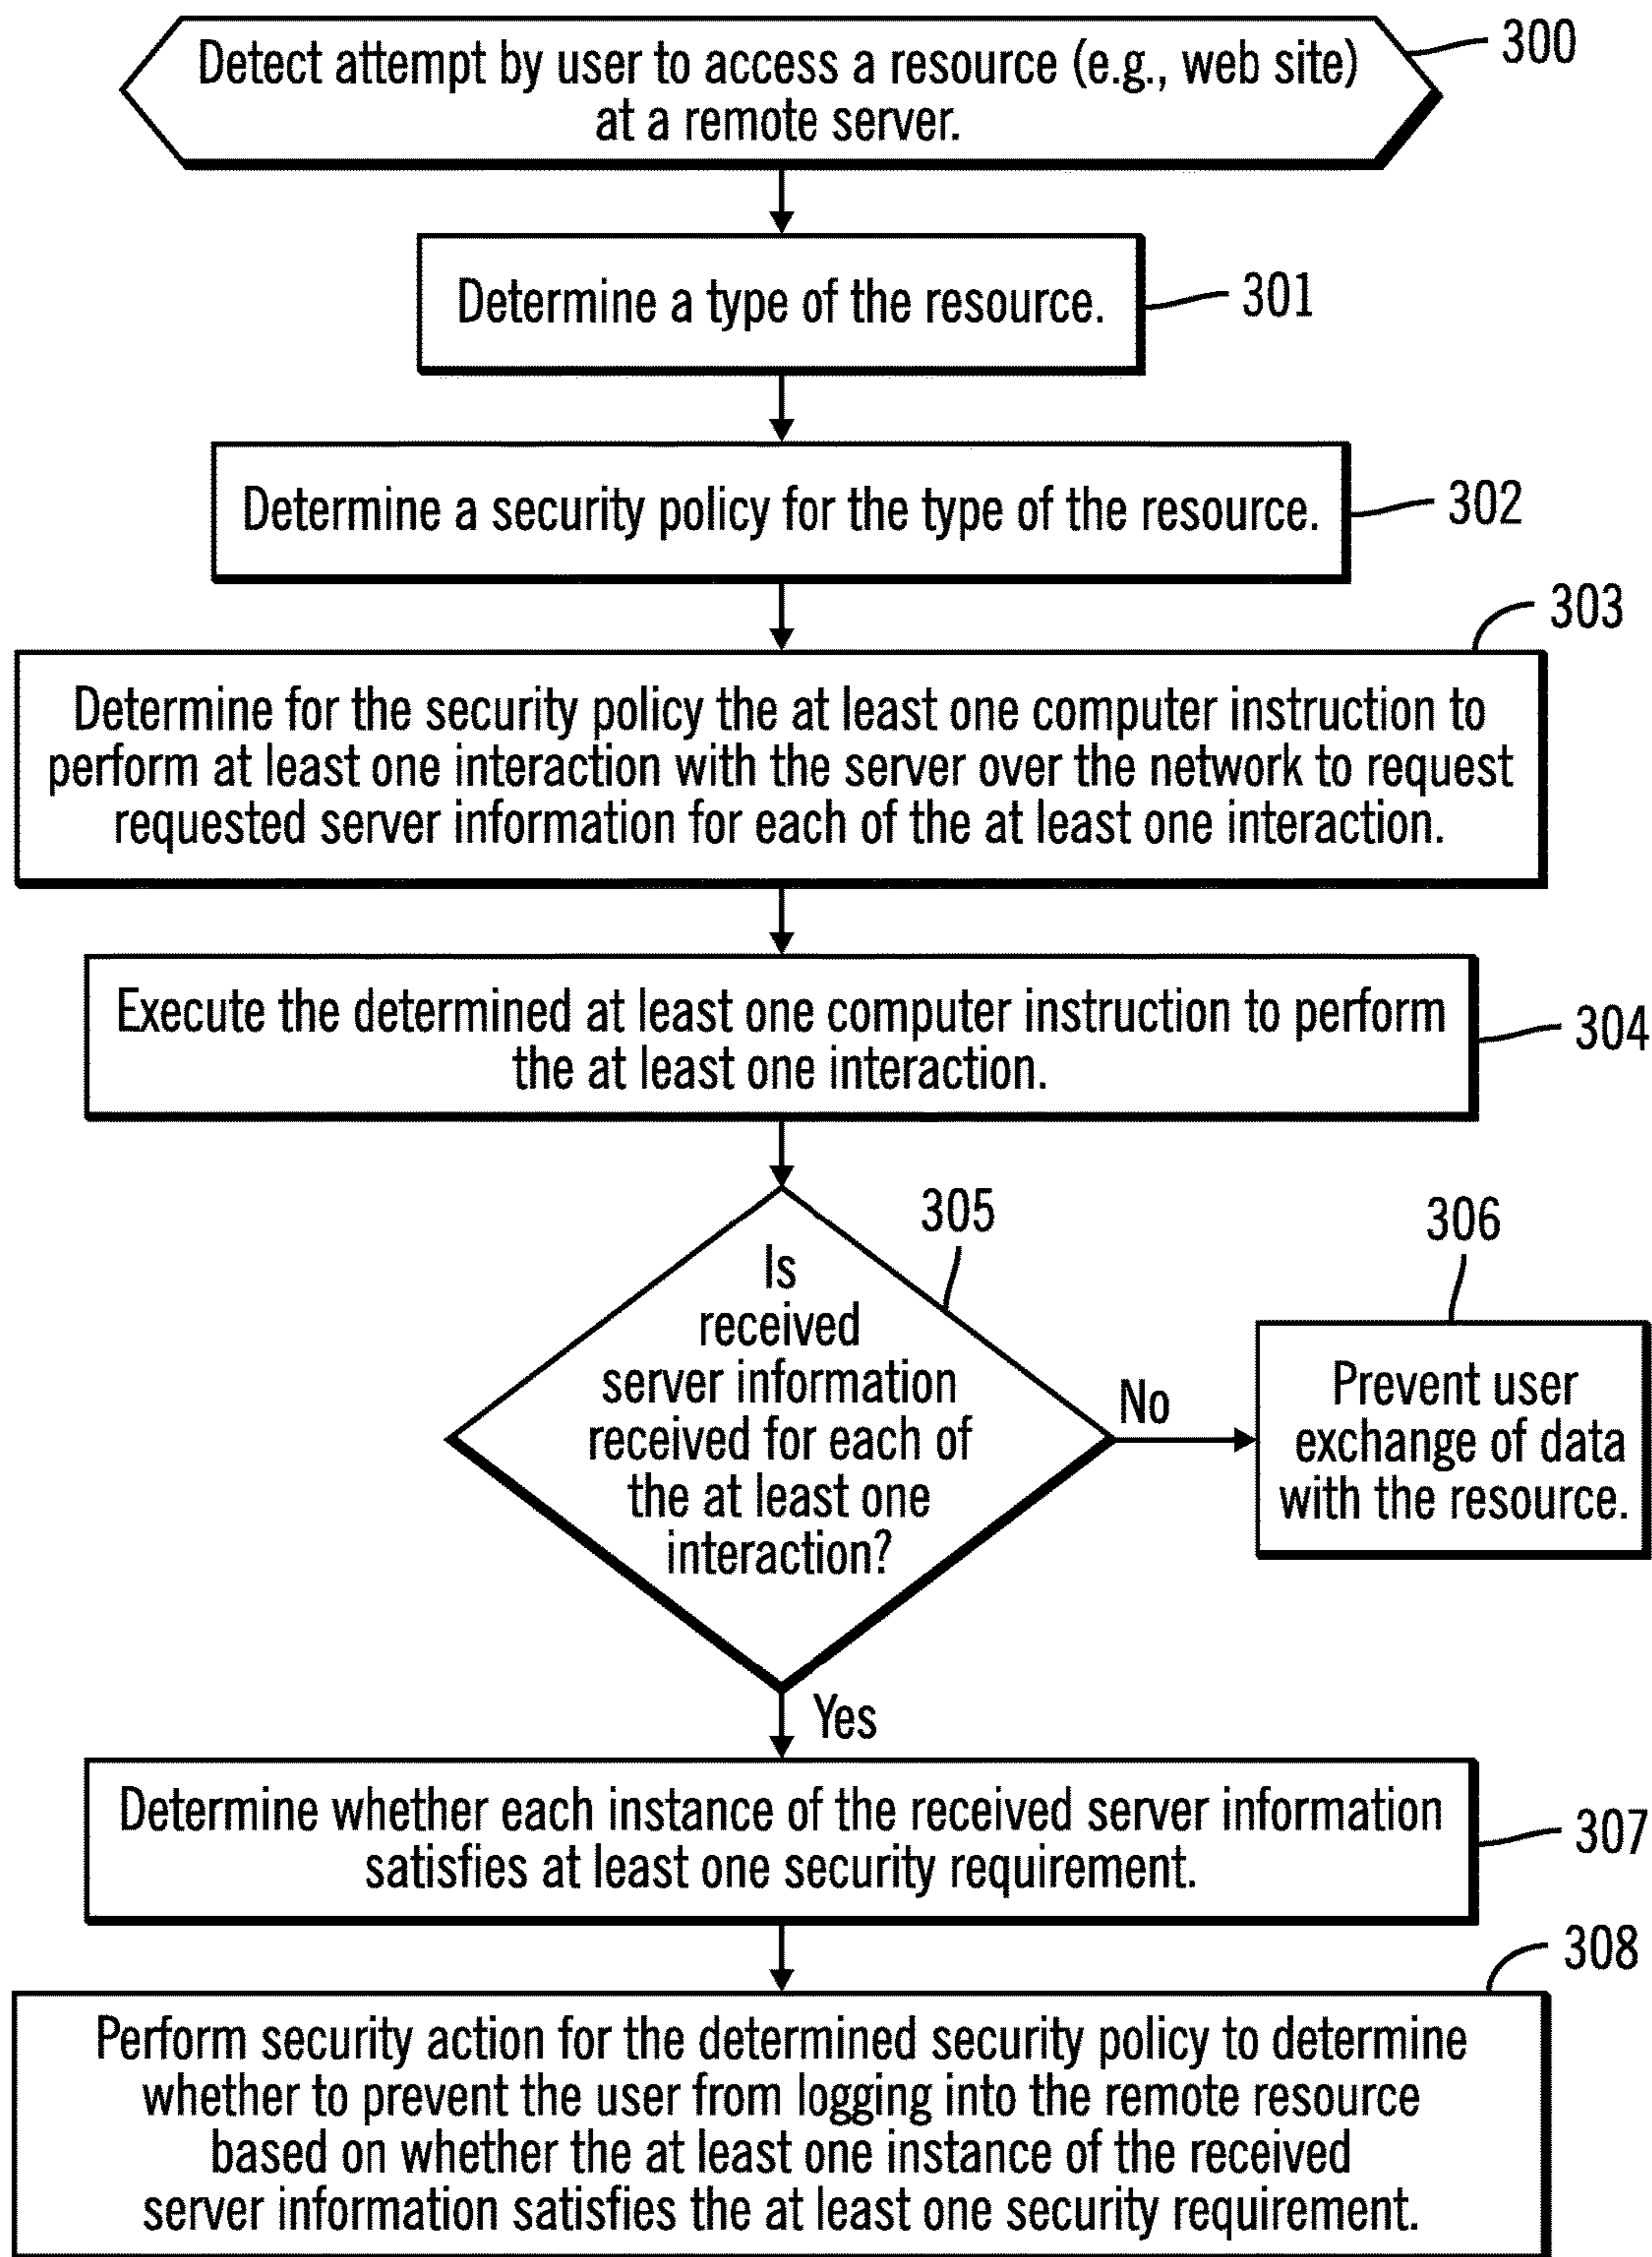 Detect attempt by user to access a resource (e.g., web site)
at a remote server.
300
Determine a type of the resource.
301
Determine a security policy for the type of the resource.
302
303
Determine for the security policy the at least one computer instruction to
perform at least one interaction with the server over the network to request
requested server information for each of the at least one interaction.
Execute the determined at least one computer instruction to perform
the at least one interaction.
304
305
Is
received
server information
received for each of
the at least one
interaction?
No
306
Prevent user
exchange of data
with the resource.
Yes
Determine whether each instance of the received server information
satisfies at least one security requirement.
307
308
Perform security action for the determined security policy to determine
whether to prevent the user from logging into the remote resource
based on whether the at least one instance of the received
server information satisfies the at least one security requirement.